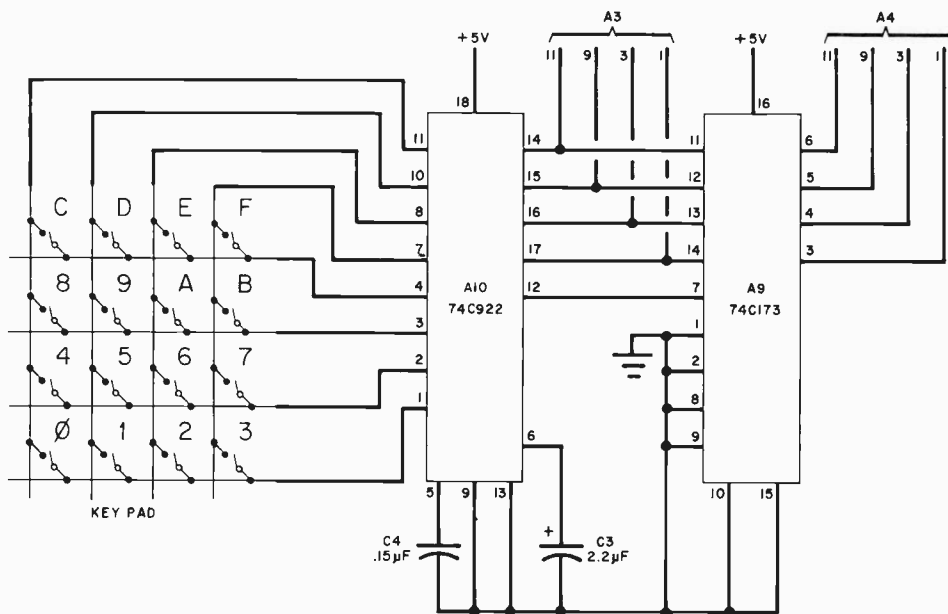 A3
A4
+5V
11 9 3 1
+5V
11 9 3 1
18
16
11
14
11
6
10
15
12
5
8
16
13
4
7
17
14
3
C D E F
4
A10
74C922
12
7
A9
74C173
8 9 A B
3
1
2
2
4 5 6 7
1
8
0 1 2 3
6
9
5 9 13
10 15
KEY PAD
C4
.15µF
+
C3
2.2µF